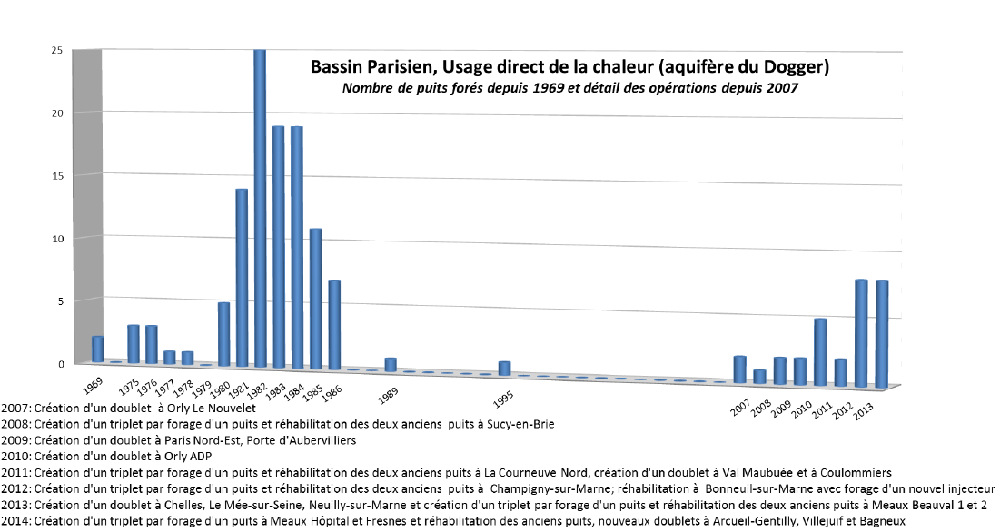 Bassin Parisien, Usage direct de la chaleur (aquifère du Dogger)
Nombre de puits forés depuis 1969 et détail des opérations depuis 2007
25
20
15
10
5
0
1969
1975
1976
1977
1978
1979
1980
1981
1982
1983
1984
1985
1986
1989
1995
2007
2008
2009
2010
2011
2012
2013
2007: Création d'un doublet à Orly Le Nouvelet
2008: Création d'un triplet par forage d'un puits et réhabilitation des deux anciens puits à Sucy-en-Brie
2009: Création d'un doublet à Paris Nord-Est, Porte d'Aubervilliers
2010: Création d'un doublet à Orly ADP
2011: Création d'un triplet par forage d'un puits et réhabilitation des deux anciens puits à La Courneuve Nord, création d'un doublet à Val Maubuée et à Coulommiers
2012: Création d'un triplet par forage d'un puits et réhabilitation des deux anciens puits à Champigny-sur-Marne; réhabilitation à Bonneuil-sur-Marne avec forage d'un nouvel injecteur
2013: Création d'un doublet à Chelles, Le Mée-sur-Seine, Neuilly-sur-Marne et création d'un triplet par forage d'un puits et réhabilitation des deux anciens puits à Meaux Beauval 1 et 2
2014: Création d'un triplet par forage d'un puits à Meaux Hôpital et Fresnes et réhabilitation des anciens puits, nouveaux doublets à Arcueil-Gentilly, Villejuif et Bagneux